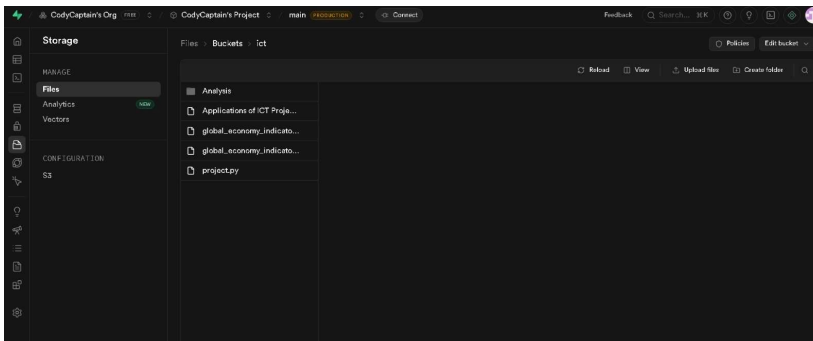 CodyCaptain's Org FREE CodyCaptain's Project main PRODUCTION Connect Feedback Search... ⌘K
Storage
Files > Buckets > ict
Policies Edit bucket
MANAGE
Reload View Upload files Create folder
Files
Analytics NEW
Vectors
CONFIGURATION
S3
Analysis
Applications of ICT Proje...
global_economy_indicato...
global_economy_indicato...
project.py